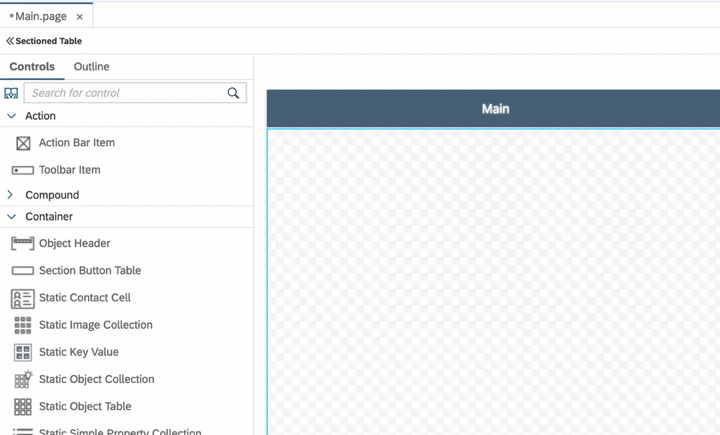 *Main.page ×
Sectioned Table
Controls Outline
Search for control
Action
Action Bar Item
Toolbar Item
Compound
Container
Object Header
Section Button Table
Static Contact Cell
Static Image Collection
Static Key Value
Static Object Collection
Static Object Table
Static Simple Property Collection
Main